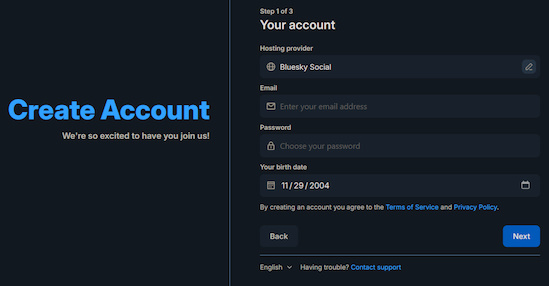 Create Account
We're so excited to have you join us!
Step 1 of 3
Your account
Hosting provider
Bluesky Social
Email
Enter your email address
Password
Choose your password
Your birth date
11 / 29 / 2004
By creating an account you agree to the Terms of Service and Privacy Policy.
Back
Next
English
Having trouble? Contact support